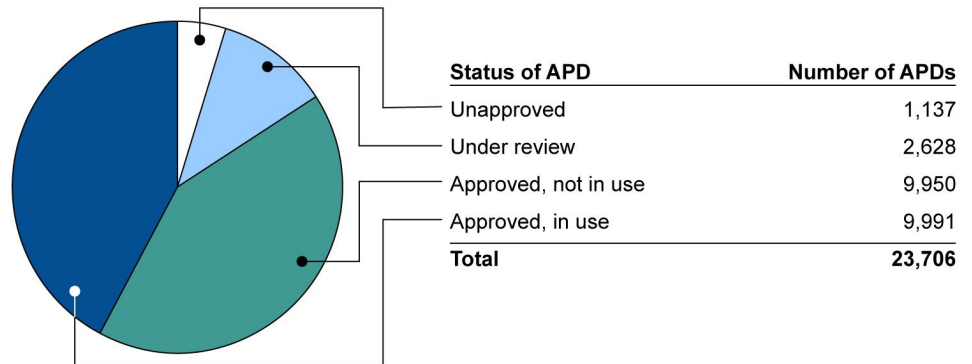 Status of APD Number of APDs
Unapproved 1,137
Under review 2,628
Approved, not in use 9,950
Approved, in use 9,991
Total 23,706